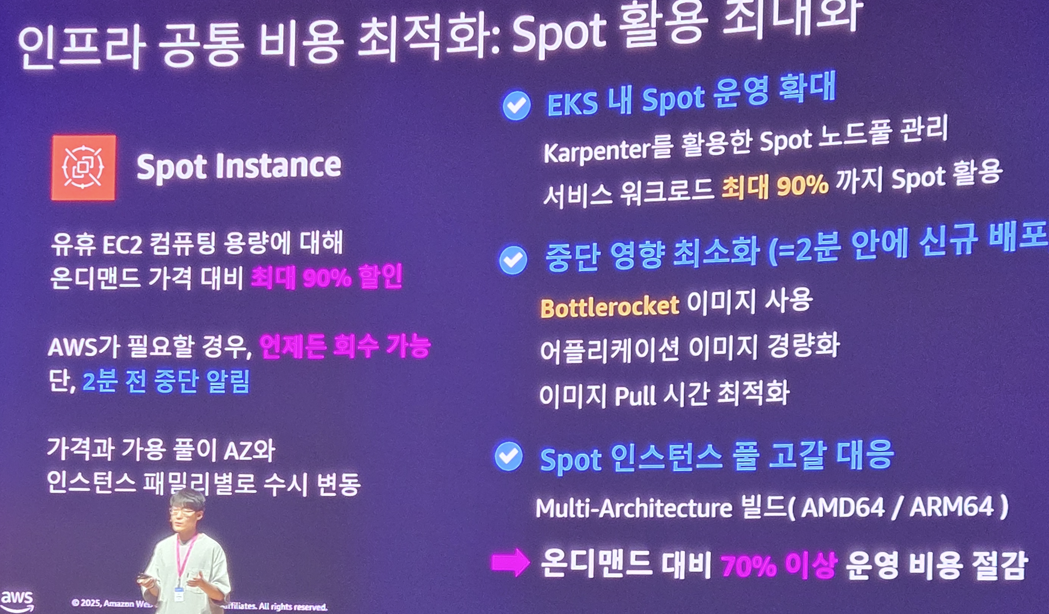 인프라 공통 비용 최적화: Spot 활용 최대화
Spot Instance
유휴 EC2 컴퓨팅 용량에 대해
온디맨드 가격 대비 최대 90% 할인
AWS가 필요할 경우, 언제든 회수 가능
단, 2분 전 중단 알림
가격과 가용 풀이 AZ와
인스턴스 패밀리별로 수시 변동
EKS 내 Spot 운영 확대
Karpenter를 활용한 Spot 노드풀 관리
서비스 워크로드 최대 90% 까지 Spot 활용
중단 영향 최소화 (=2분 안에 신규 배포
Bottlerocket 이미지 사용
어플리케이션 이미지 경량화
이미지 Pull 시간 최적화
Spot 인스턴스 풀 고갈 대응
Multi-Architecture 빌드( AMD64 / ARM64 )
온디맨드 대비 70% 이상 운영 비용 절감
aws
© 2025, Amazon Web affiliates. All rights reserved.